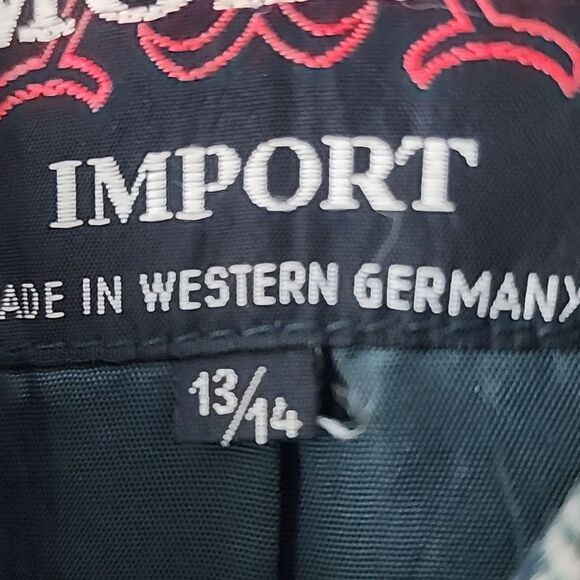 IMPORT
ADE IN WESTERN GERMANY
13/14